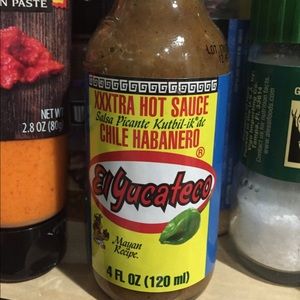 N PASTE
NET W
2.8 OZ (80
XXXTRA HOT SAUCE
Salsa Picante Kutbil-ik® de
CHILE HABANERO
®
El Yucateco
Mayan
Recipe.
4 FL OZ (120 ml)